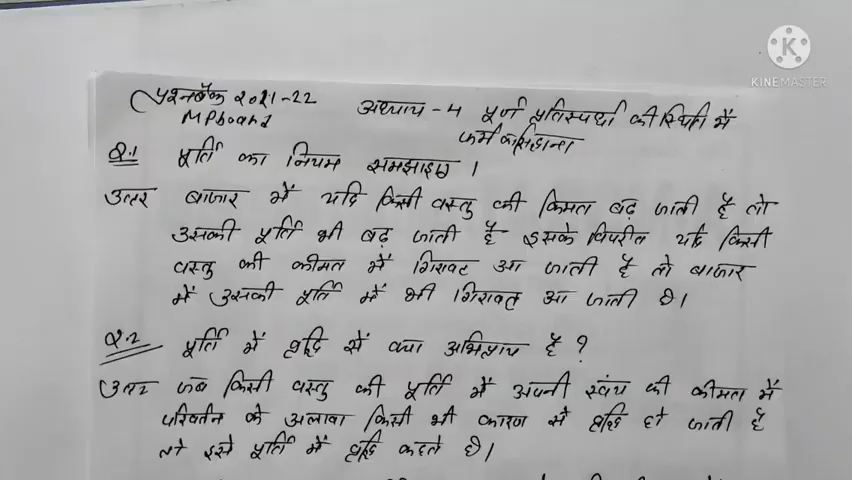 प्रश्नबैंक २०२१-22
MPboard
अध्याय - 4 पूर्ण प्रतिस्पर्धा की स्थिती में
फर्म का सिद्धान्त
Q.1 पूर्ति का नियम समझाइए ।
उत्तर बाजार में यदि किसी वस्तु की किमत बढ़ जाती है तो
उसकी पूर्ति भी बढ़ जाती है इसके विपरीत यदि किसी
वस्तु की कीमत में गिरावट आ जाती है तो बाजार
में उसकी पूर्ति में भी गिरावट आ जाती है।
Q.2 पूर्ति में वृद्धि से क्या अभिप्राय है ?
उत्तर जब किसी वस्तु की पूर्ति में अपनी स्वंय की कीमत में
परिवर्तन के अलावा किसी भी कारण से वृद्धि हो जाती है
तो इसे पूर्ति में वृद्धि कहते है।
K
KINEMASTER